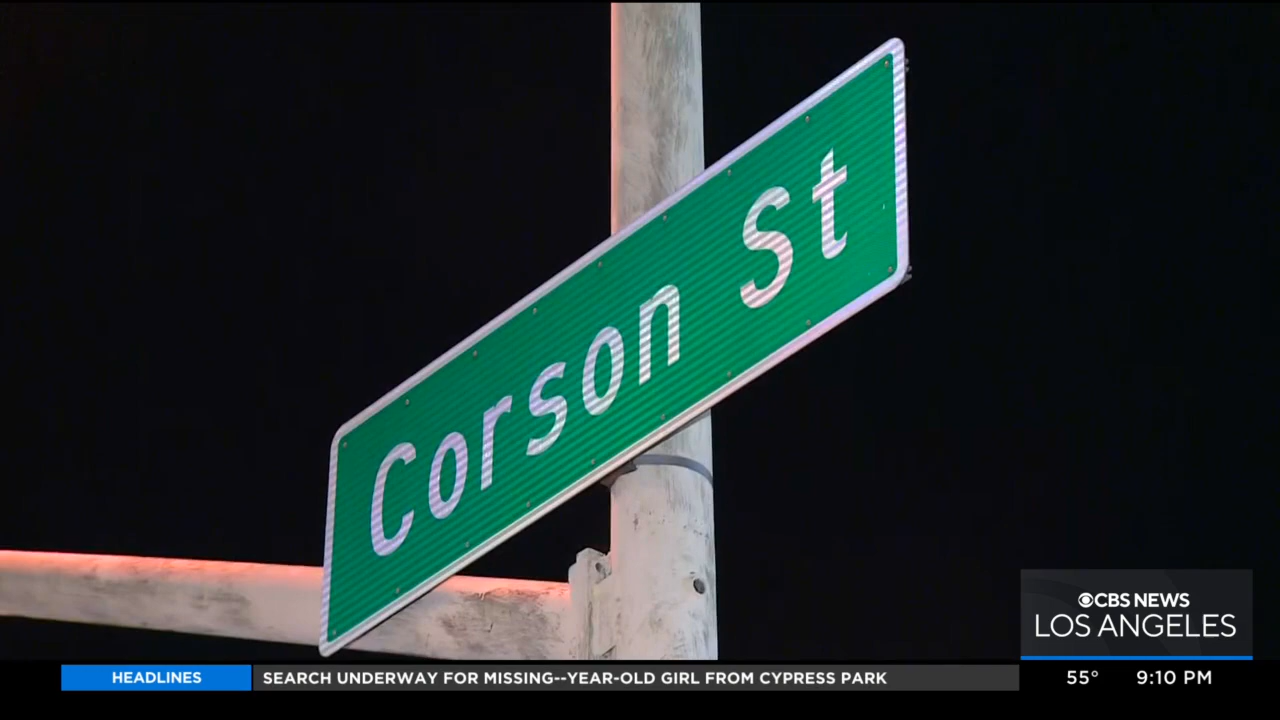 Corson St
CBS NEWS
LOS ANGELES
HEADLINES
SEARCH UNDERWAY FOR MISSING--YEAR-OLD GIRL FROM CYPRESS PARK
55°
9:10 PM